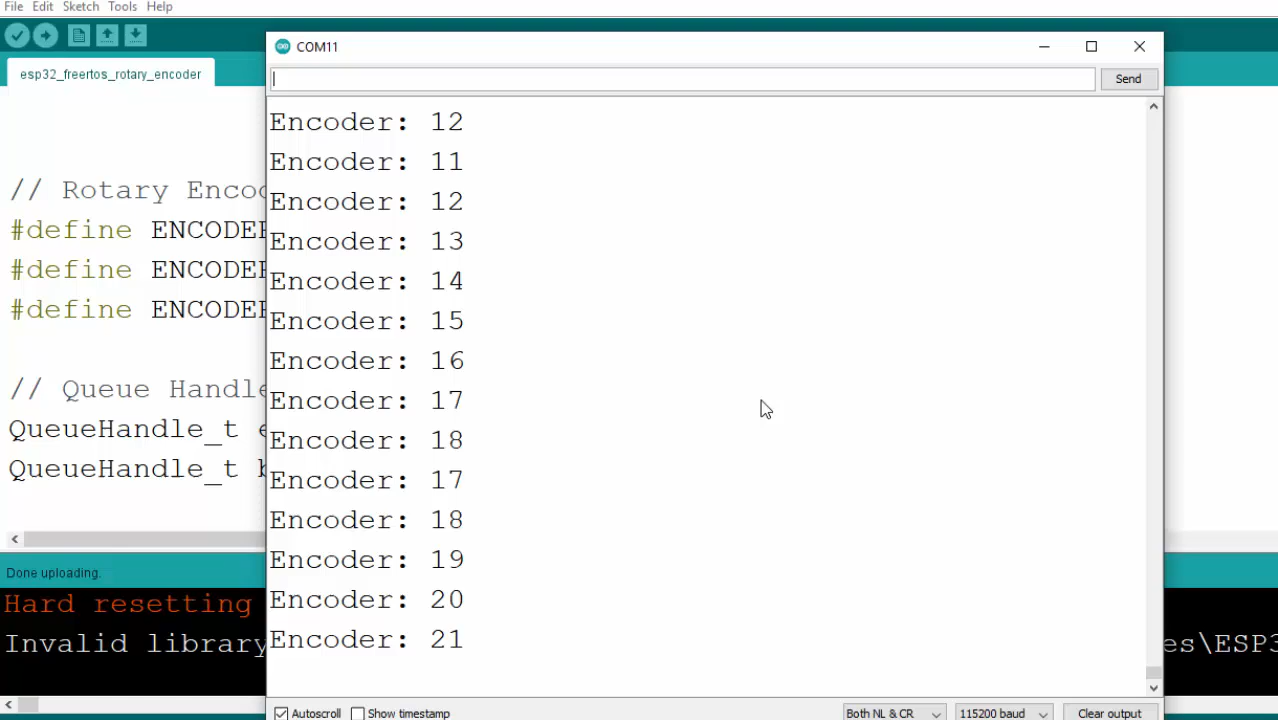 File Edit Sketch Tools Help
COM11
esp32_freertos_rotary_encoder
Send
Encoder: 12
Encoder: 11
Encoder: 12
Encoder: 13
Encoder: 14
Encoder: 15
Encoder: 16
Encoder: 17
Encoder: 18
Encoder: 17
Encoder: 18
Encoder: 19
Encoder: 20
Encoder: 21
// Rotary Enco
#define ENCODER
#define ENCODER
#define ENCODER
// Queue Handle
QueueHandle_t e
QueueHandle_t b
Done uploading.
Hard resetting
Invalid library
es\ESP3
Autoscroll Show timestamp Both NL & CR 115200 baud Clear output